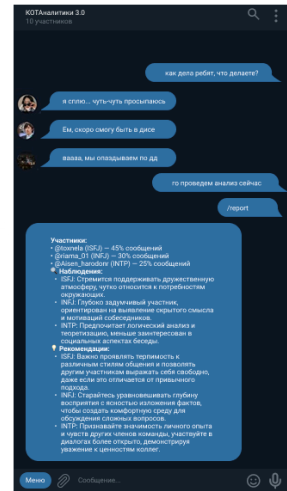 КОТАналитики 3.0
10 участников
как дела ребят, что делаете?
я сплю... чуть-чуть просыпаюсь
Ем, скоро смогу быть в дисе
вааза, мы опаздываем по дд
го проведем анализ сейчас
/report
Участники:
• @toxnela (ISFJ) — 45% сообщений
• @riama_01 (INFJ) — 30% сообщений
• @Aisen_harodonr (INTP) — 25% сообщений
Наблюдения:
• ISFJ: Стремится поддерживать дружественную
атмосферу, чутко относится к потребностям
окружающих.
• INFJ: Глубоко задумчивый участник,
ориентирован на выявление скрытого смысла
и мотиваций собеседников.
• INTP: Предпочитает логический анализ и
теоретизацию, меньше заинтересован в
социальных аспектах беседы.
Рекомендации:
• ISFJ: Важно проявлять терпимость к
различным стилям общения и позволять
другим участникам выражать себя свободно,
даже если это отличается от привычного
подхода.
• INFJ: Старайтесь уравновешивать глубину
восприятия с ясностью изложения фактов,
чтобы создать комфортную среду для
обсуждения сложных вопросов.
• INTP: Признавайте значимость личного опыта
и чувств других членов команды, участвуйте в
диалогах более открыто, демонстрируя
уважение к ценностям коллег.
Меню
Сообщение...